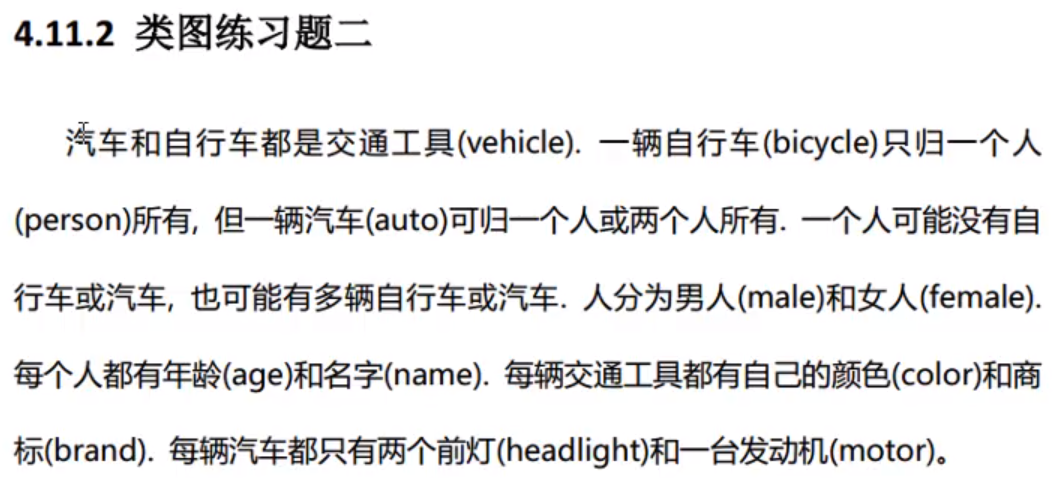 4.11.2 类图练习题二
汽车和自行车都是交通工具(vehicle). 一辆自行车(bicycle)只归一个人
(person)所有, 但一辆汽车(auto)可归一个人或两个人所有. 一个人可能没有自
行车或汽车, 也可能有多辆自行车或汽车. 人分为男人(male)和女人(female).
每个人都有年龄(age)和名字(name). 每辆交通工具都有自己的颜色(color)和商
标(brand). 每辆汽车都只有两个前灯(headlight)和一台发动机(motor)。